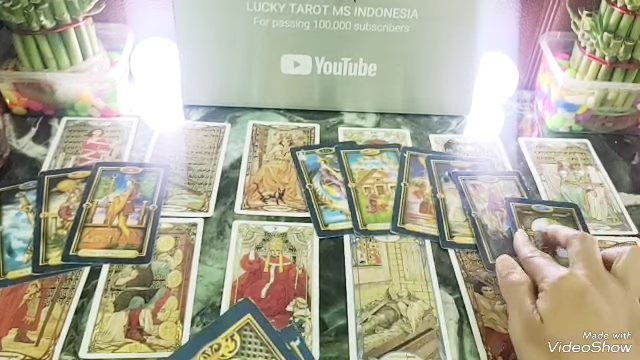 LUCKY TAROT MS INDONESIA
For passing 100,000 subscribers
YouTube
Made with
VideoShow